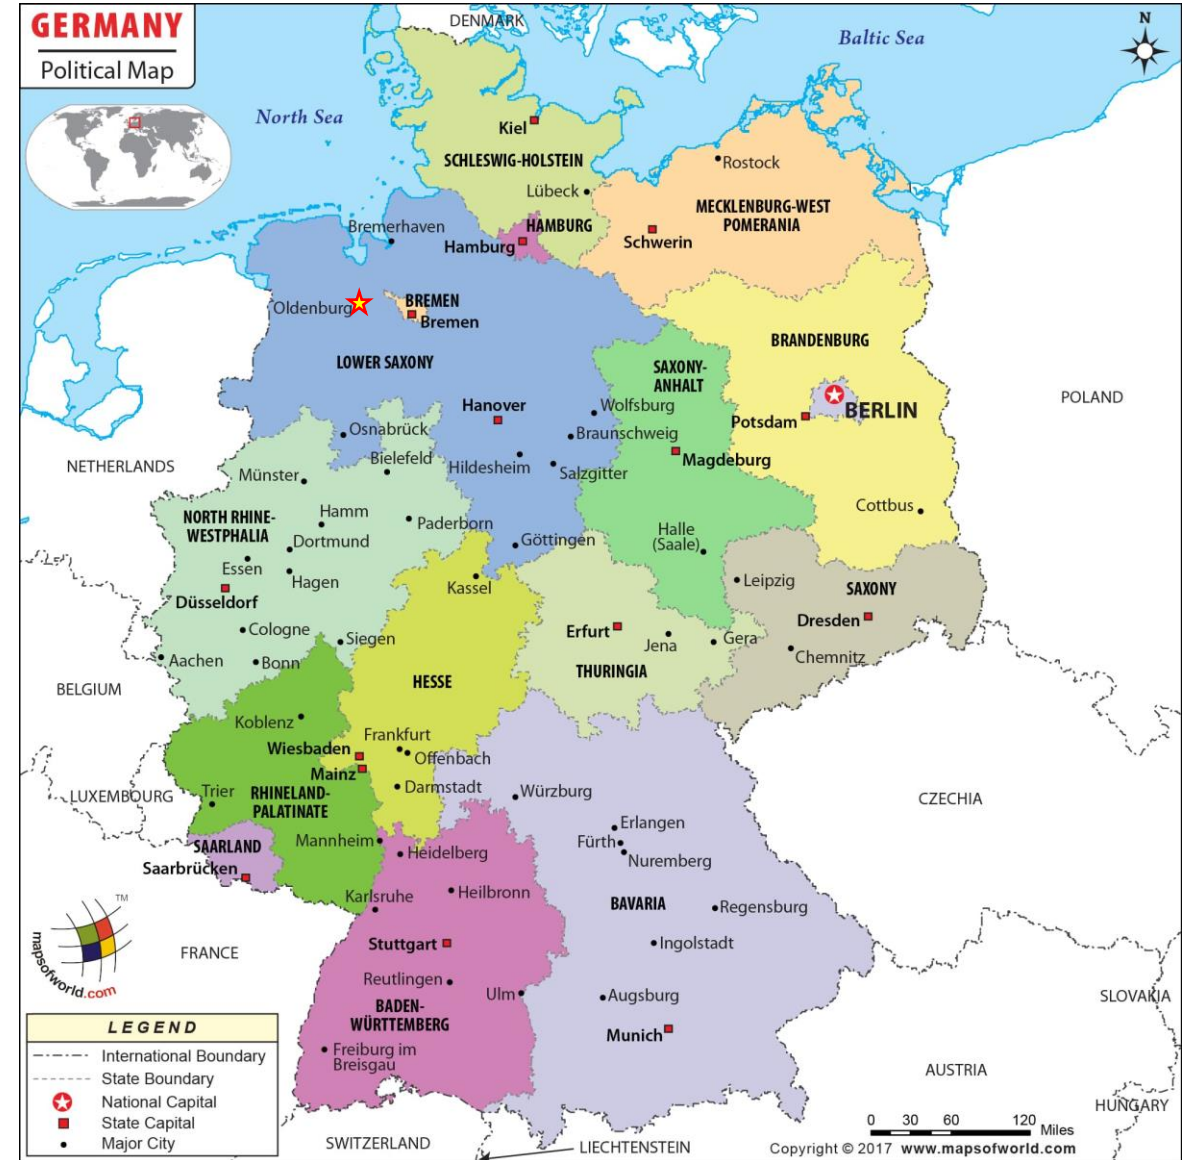 GERMANY
Political Map
DENMARK
Baltic Sea
N
North Sea
Kiel
SCHLESWIG-HOLSTEIN
Rostock
Lübeck
MECKLENBURG-WEST
POMERANIA
HAMBURG
Hamburg
Schwerin
Bremerhaven
Oldenburg
BREMEN
Bremen
LOWER SAXONY
BRANDENBURG
SAXONY-
ANHALT
POLAND
Hanover
Wolfsburg
BERLIN
Potsdam
Osnabrück
Braunschweig
Bielefeld
Magdeburg
NETHERLANDS
Münster
Hildesheim
Salzgitter
Cottbus
Hamm
NORTH RHINE-
WESTPHALIA
Paderborn
Halle
(Saale)
Dortmund
Göttingen
Essen
Hagen
Kassel
Leipzig
SAXONY
Düsseldorf
Dresden
Cologne
Siegen
Erfurt
Jena
Gera
Aachen
Bonn
Chemnitz
THURINGIA
HESSE
BELGIUM
Koblenz
Frankfurt
Wiesbaden
Offenbach
Mainz
Darmstadt
LUXEMBOURG
Trier
RHINELAND-
PALATINATE
Würzburg
CZECHIA
Erlangen
Fürth
Nuremberg
Mannheim
SAARLAND
Heidelberg
Saarbrücken
Karlsruhe
Heilbronn
BAVARIA
Regensburg
TM
mapsofworld.com
FRANCE
Stuttgart
Ingolstadt
Reutlingen
Ulm
Augsburg
SLOVAKIA
BADEN-
WÜRTTEMBERG
Munich
Freiburg im
Breisgau
AUSTRIA
HUNGARY
LEGEND
International Boundary
State Boundary
National Capital
State Capital
Major City
SWITZERLAND
LIECHTENSTEIN
0 30 60 120
Miles
Copyright © 2017 www.mapsofworld.com